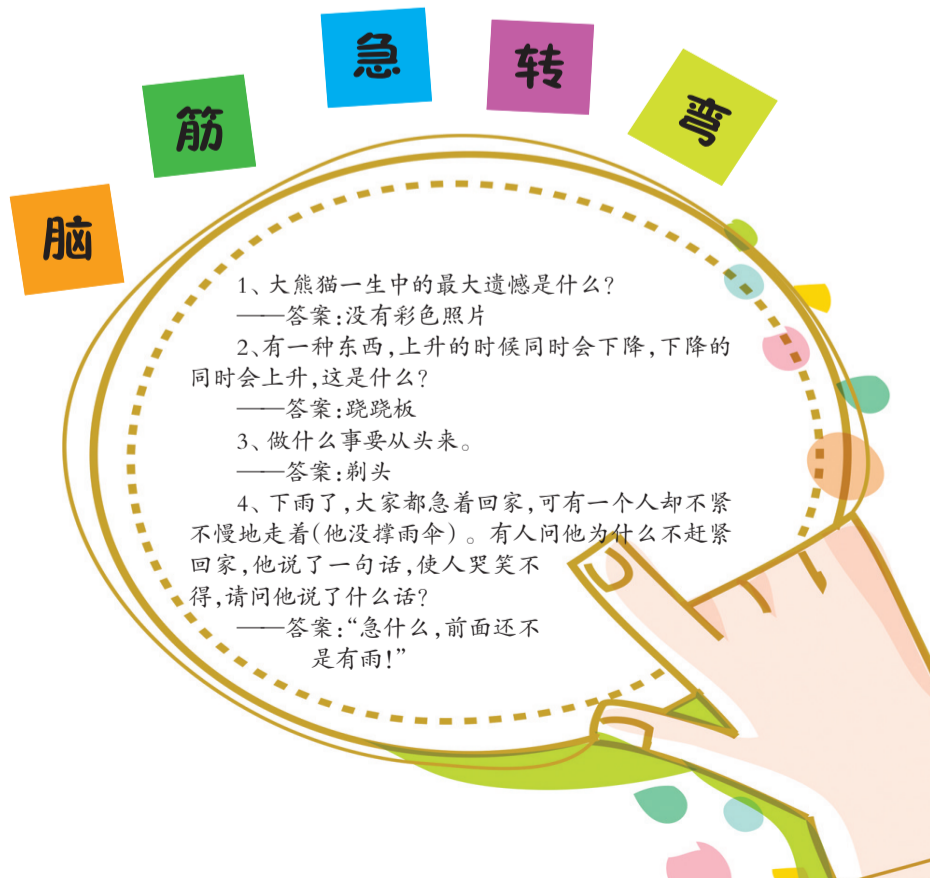 脑筋急转弯
1、大熊猫一生中的最大遗憾是什么?
——答案:没有彩色照片
2、有一种东西,上升的时候同时会下降,下降的
同时会上升,这是什么?
——答案:跷跷板
3、做什么事要从头来。
——答案:剃头
4、下雨了,大家都急着回家,可有一个人却不紧
不慢地走着(他没撑雨伞)。有人问他为什么不赶紧
回家,他说了一句话,使人哭笑不
得,请问他说了什么话?
——答案:“急什么,前面还不
是有雨!”